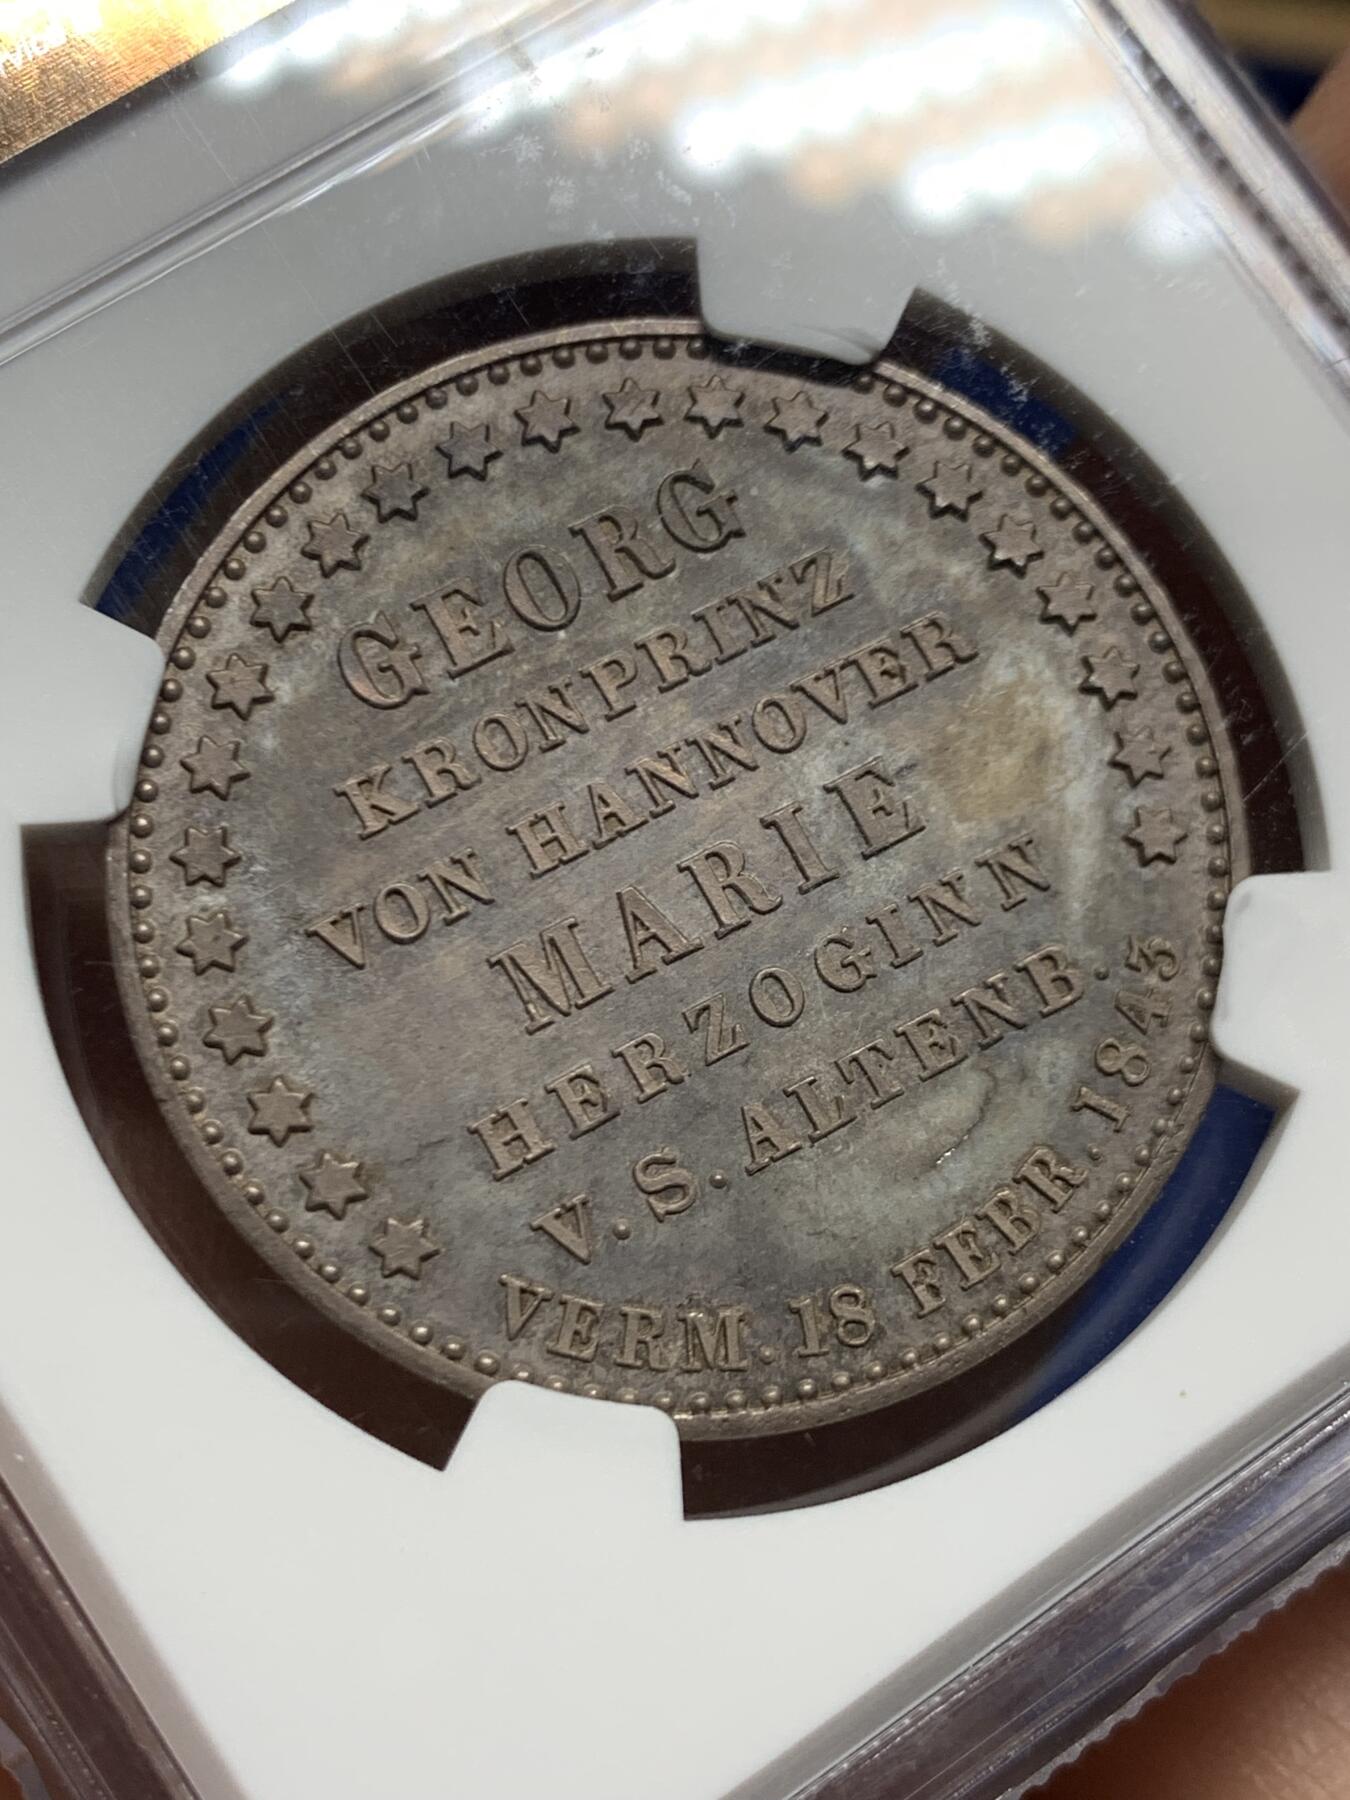 GEORG
KRONPRINZ
VON HANNOVER
MARIE
HERZOGINN
V. S. ALTENB.
VERM. 18 FEBR. 1843